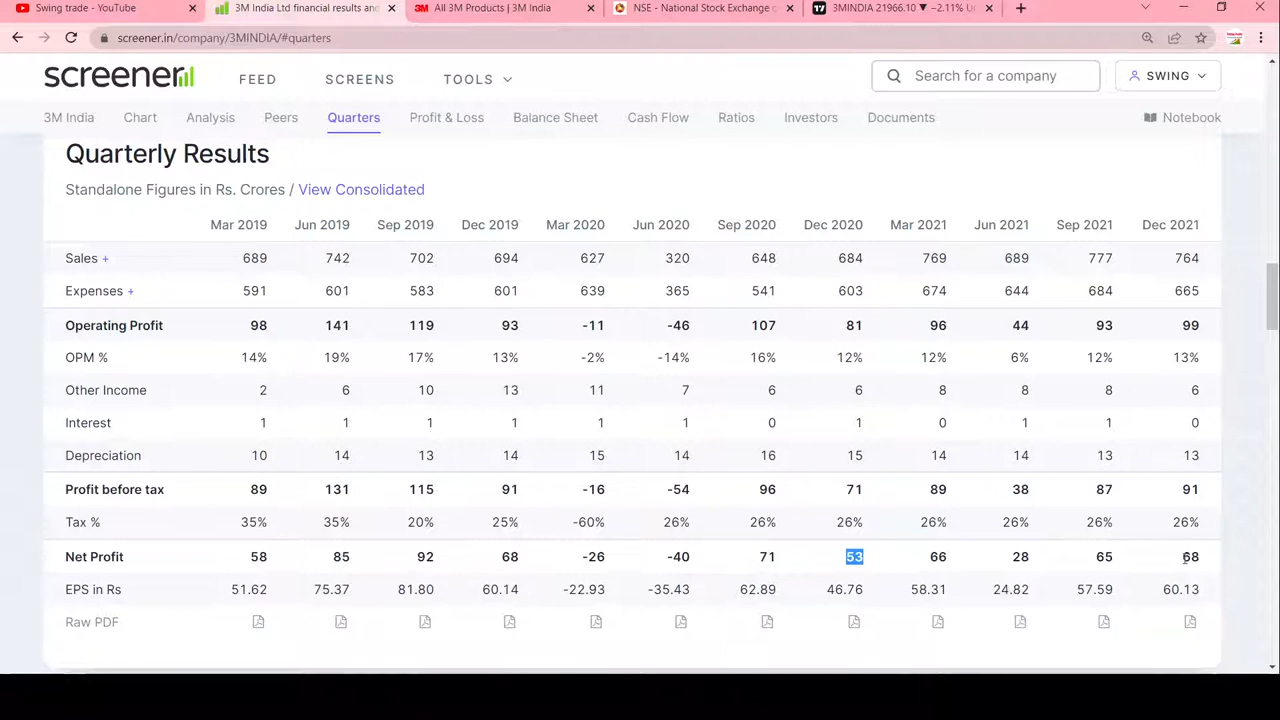 Swing trade - YouTube
3M India Ltd financial results and
3M All 3M Products | 3M India
NSE - National Stock Exchange o
3MINDIA 21966.10 ▼ −2.11% U
screener.in/company/3MINDIA/#quarters
screener FEED SCREENS TOOLS Search for a company SWING
3M India Chart Analysis Peers Quarters Profit & Loss Balance Sheet Cash Flow Ratios Investors Documents Notebook
Quarterly Results
Standalone Figures in Rs. Crores / View Consolidated
Mar 2019 Jun 2019 Sep 2019 Dec 2019 Mar 2020 Jun 2020 Sep 2020 Dec 2020 Mar 2021 Jun 2021 Sep 2021 Dec 2021
Sales + 689 742 702 694 627 320 648 684 769 689 777 764
Expenses + 591 601 583 601 639 365 541 603 674 644 684 665
Operating Profit 98 141 119 93 -11 -46 107 81 96 44 93 99
OPM % 14% 19% 17% 13% -2% -14% 16% 12% 12% 6% 12% 13%
Other Income 2 6 10 13 11 7 6 6 8 8 8 6
Interest 1 1 1 1 1 1 0 1 0 1 1 0
Depreciation 10 14 13 14 15 14 16 15 14 14 13 13
Profit before tax 89 131 115 91 -16 -54 96 71 89 38 87 91
Tax % 35% 35% 20% 25% -60% 26% 26% 26% 26% 26% 26% 26%
Net Profit 58 85 92 68 -26 -40 71 53 66 28 65 68
EPS in Rs 51.62 75.37 81.80 60.14 -22.93 -35.43 62.89 46.76 58.31 24.82 57.59 60.13
Raw PDF